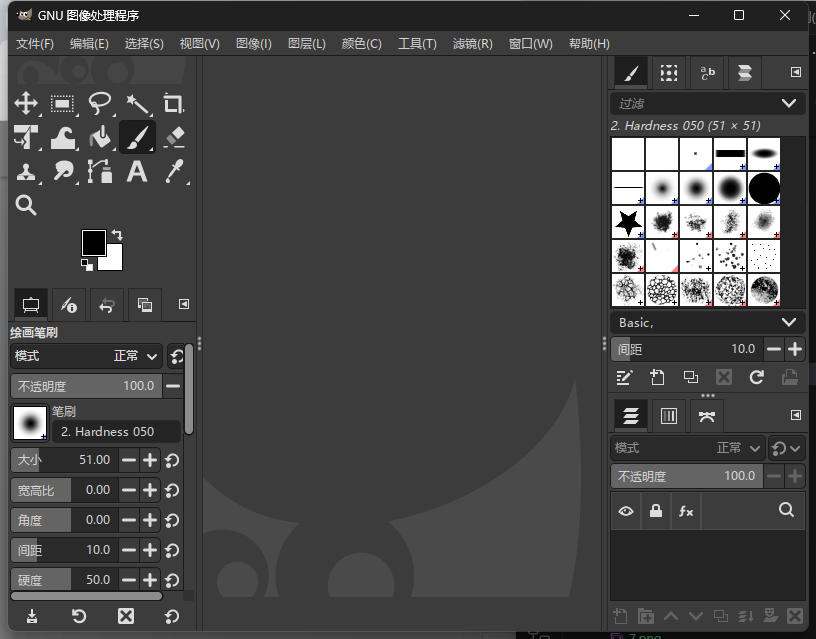 GNU 图像处理程序
文件(F) 编辑(E) 选择(S) 视图(V) 图像(I) 图层(L) 颜色(C) 工具(T) 滤镜(R) 窗口(W) 帮助(H)
过滤
2. Hardness 050 (51 × 51)
Basic,
间距 10.0
绘画笔刷
模式 正常
不透明度 100.0
笔刷
2. Hardness 050
大小 51.00
宽高比 0.00
角度 0.00
间距 10.0
硬度 50.0
模式 正常
不透明度 100.0
7.png